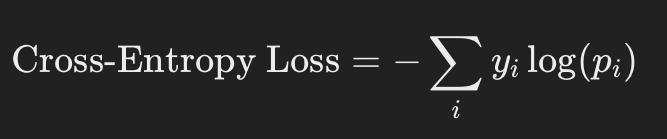 Cross-Entropy Loss = − ∑ᵢ yᵢ log(pᵢ)